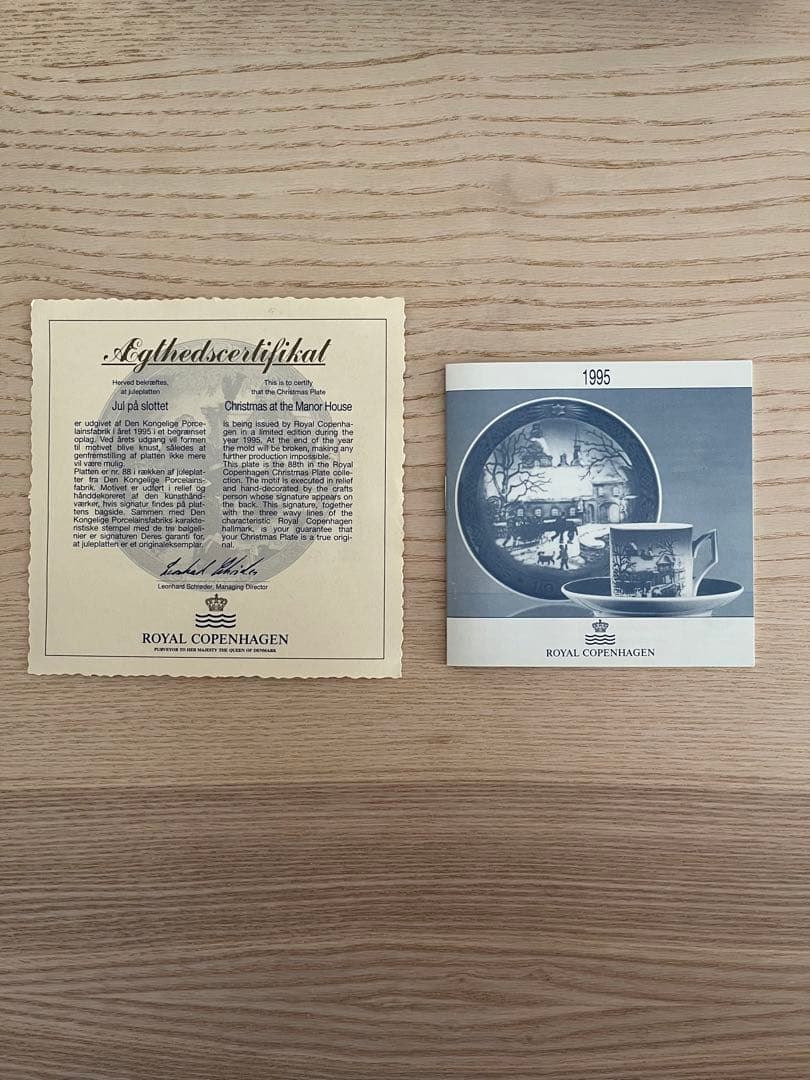 Ægthedscertifikat
Herved bekræftes,
at juleplatten
Jul på slottet
er udgivet af Den Kongelige Porce-
lainsfabrik i året 1995 i et begrænset
oplag. Ved årets udgang vil formen
til motivet blive knust, således at
genfremstilling af platten ikke mere
vil være mulig.
Platten er nr. 88 i rækken af juleplat-
ter fra Den Kongelige Porcelains-
fabrik. Motivet er udført i relief og
hånddekoreret af den kunsthånd-
værker, hvis signatur findes på plat-
tens bagside. Sammen med Den
Kongelige Porcelainsfabriks karakte-
ristiske stempel med de tre bølgeli-
nier er signaturen Deres garanti for,
at juleplatten er et originaleksemplar.
This is to certify
that the Christmas Plate
Christmas at the Manor House
is being issued by Royal Copenha-
gen in a limited edition during the
year 1995. At the end of the year
the mold will be broken, making any
further production impossible.
This plate is the 88th in the Royal
Copenhagen Christmas Plate colle-
ction. The motif is executed in relief
and hand-decorated by the crafts
person whose signature appears on
the back. This signature, together
with the three wavy lines of the
characteristic Royal Copenhagen
hallmark, is your guarantee that
your Christmas Plate is a true origi-
nal.
Leonhard Schrøder, Managing Director
ROYAL COPENHAGEN
PURVEYOR TO HER MAJESTY THE QUEEN OF DENMARK
1995
ROYAL COPENHAGEN